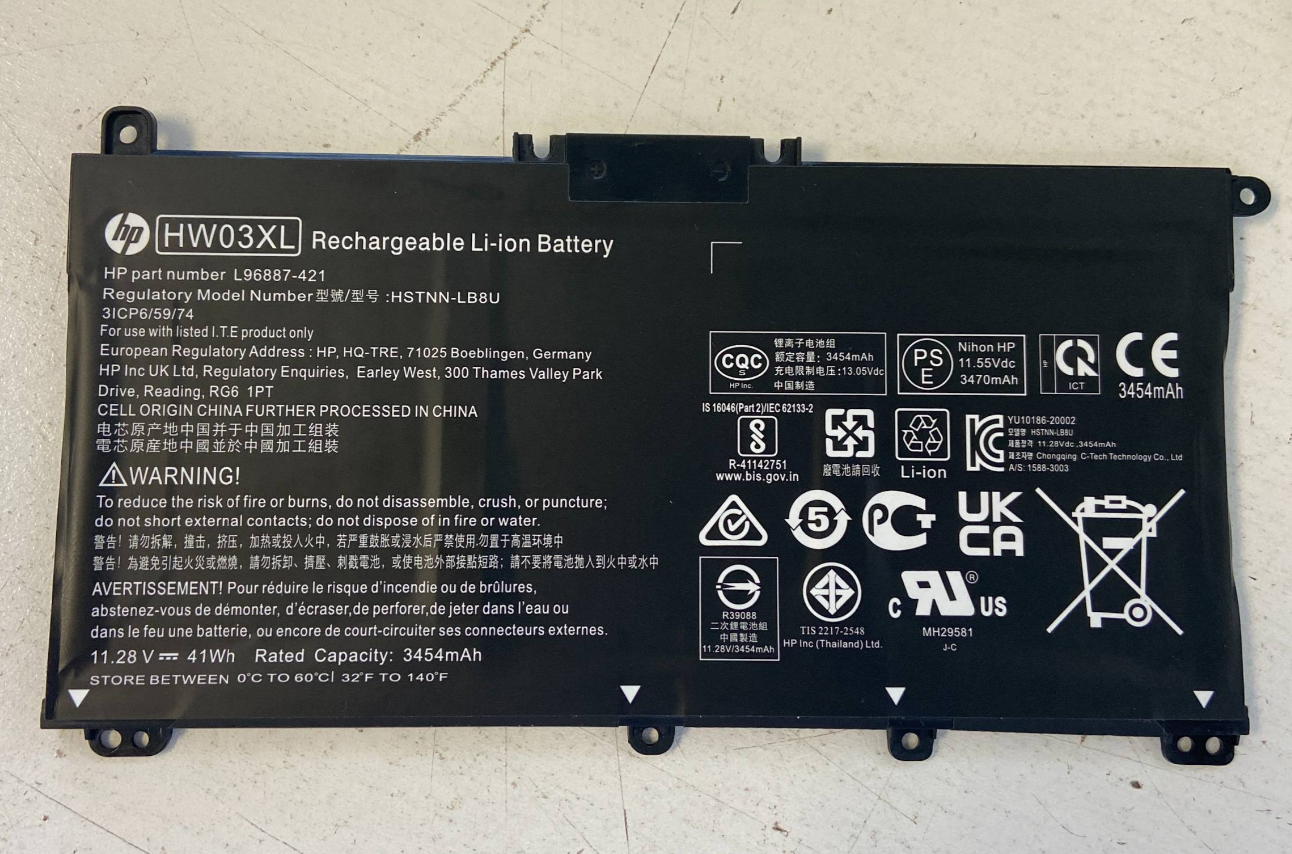 hp HW03XL Rechargeable Li-ion Battery
HP part number L96887-421
Regulatory Model Number型號/型号 :HSTNN-LB8U
3ICP6/59/74
For use with listed I.T.E product only
European Regulatory Address : HP, HQ-TRE, 71025 Boeblingen, Germany
HP Inc UK Ltd, Regulatory Enquiries, Earley West, 300 Thames Valley Park
Drive, Reading, RG6 1PT
CELL ORIGIN CHINA FURTHER PROCESSED IN CHINA
电芯原产地中国并于中国加工组装
電芯原産地中國並於中國加工組裝
WARNING!
To reduce the risk of fire or burns, do not disassemble, crush, or puncture;
do not short external contacts; do not dispose of in fire or water.
警告！请勿拆解，撞击，挤压，加热或投入火中，若严重鼓胀或浸水后严禁使用.勿置于高温环境中
警告！為避免引起火災或燃燒，請勿拆卸、擠壓、刺戳電池，或使电池外部接點短路；請不要將電池拋入到火中或水中
AVERTISSEMENT! Pour réduire le risque d'incendie ou de brûlures,
abstenez-vous de démonter, d'écraser,de perforer,de jeter dans l'eau ou
dans le feu une batterie, ou encore de court-circuiter ses connecteurs externes.
11.28 V 41Wh Rated Capacity: 3454mAh
STORE BETWEEN 0°C TO 60°C| 32°F TO 140°F
CQC
S
HP Inc.
锂离子电池组
额定容量：3454mAh
充电限制电压:13.05Vdc
中国制造
PS
E
Nihon HP
11.55Vdc
3470mAh
HP
ICT
CE
3454mAh
IS 16046(Part 2)/IEC 62133-2
R-41142751
www.bis.gov.in
廢電池請回收
Li-ion
YU10186-20002
모델명 HSTNN-LB8U
제품정격 11.28Vdc ,3454mAh
제조자명 Chongqing C-Tech Technology Co., Ltd
A/S: 1588-3003
5
UK
CA
R39088
二次鋰電池組
中國製造
11.28V/3454mAh
TIS 2217-2548
HP Inc (Thailand) Ltd.
c RU ® US
MH29581
J-C